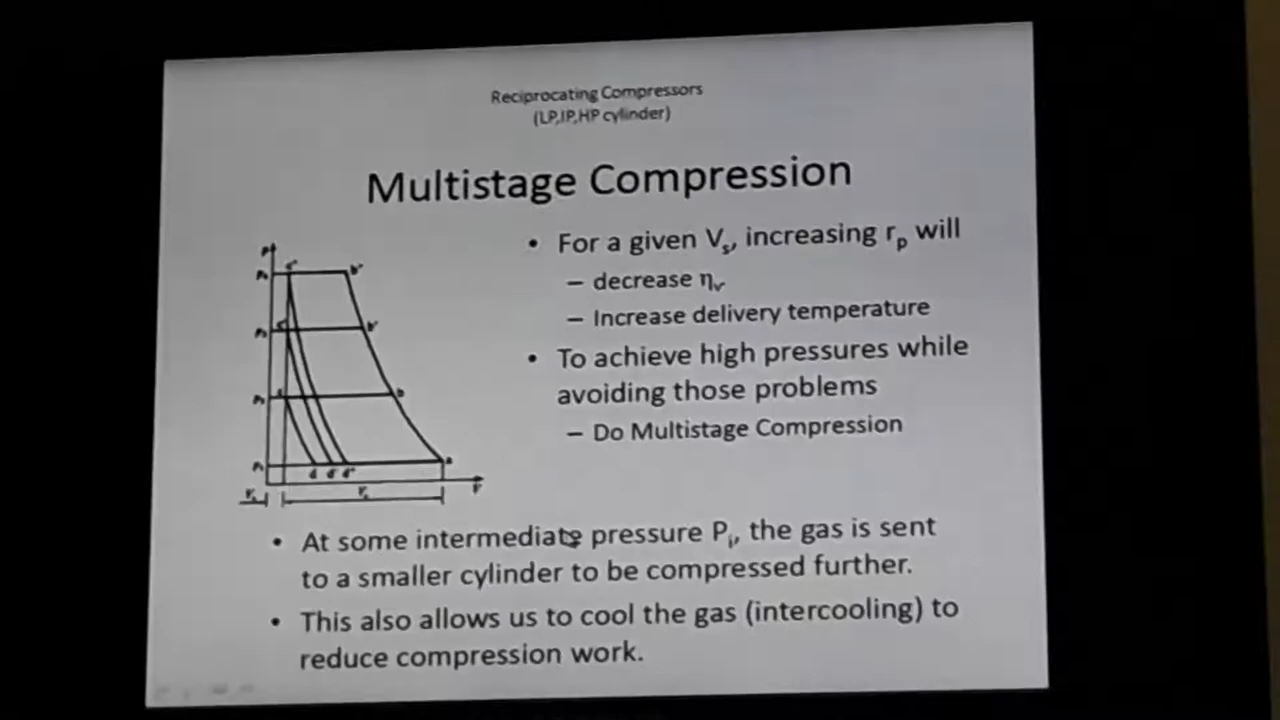 Reciprocating Compressors
(LP,IP,HP cylinder)
Multistage Compression
• For a given Vs, increasing rp will
– decrease ηv
– Increase delivery temperature
• To achieve high pressures while
avoiding those problems
– Do Multistage Compression
• At some intermediate pressure Pi, the gas is sent
to a smaller cylinder to be compressed further.
• This also allows us to cool the gas (intercooling) to
reduce compression work.